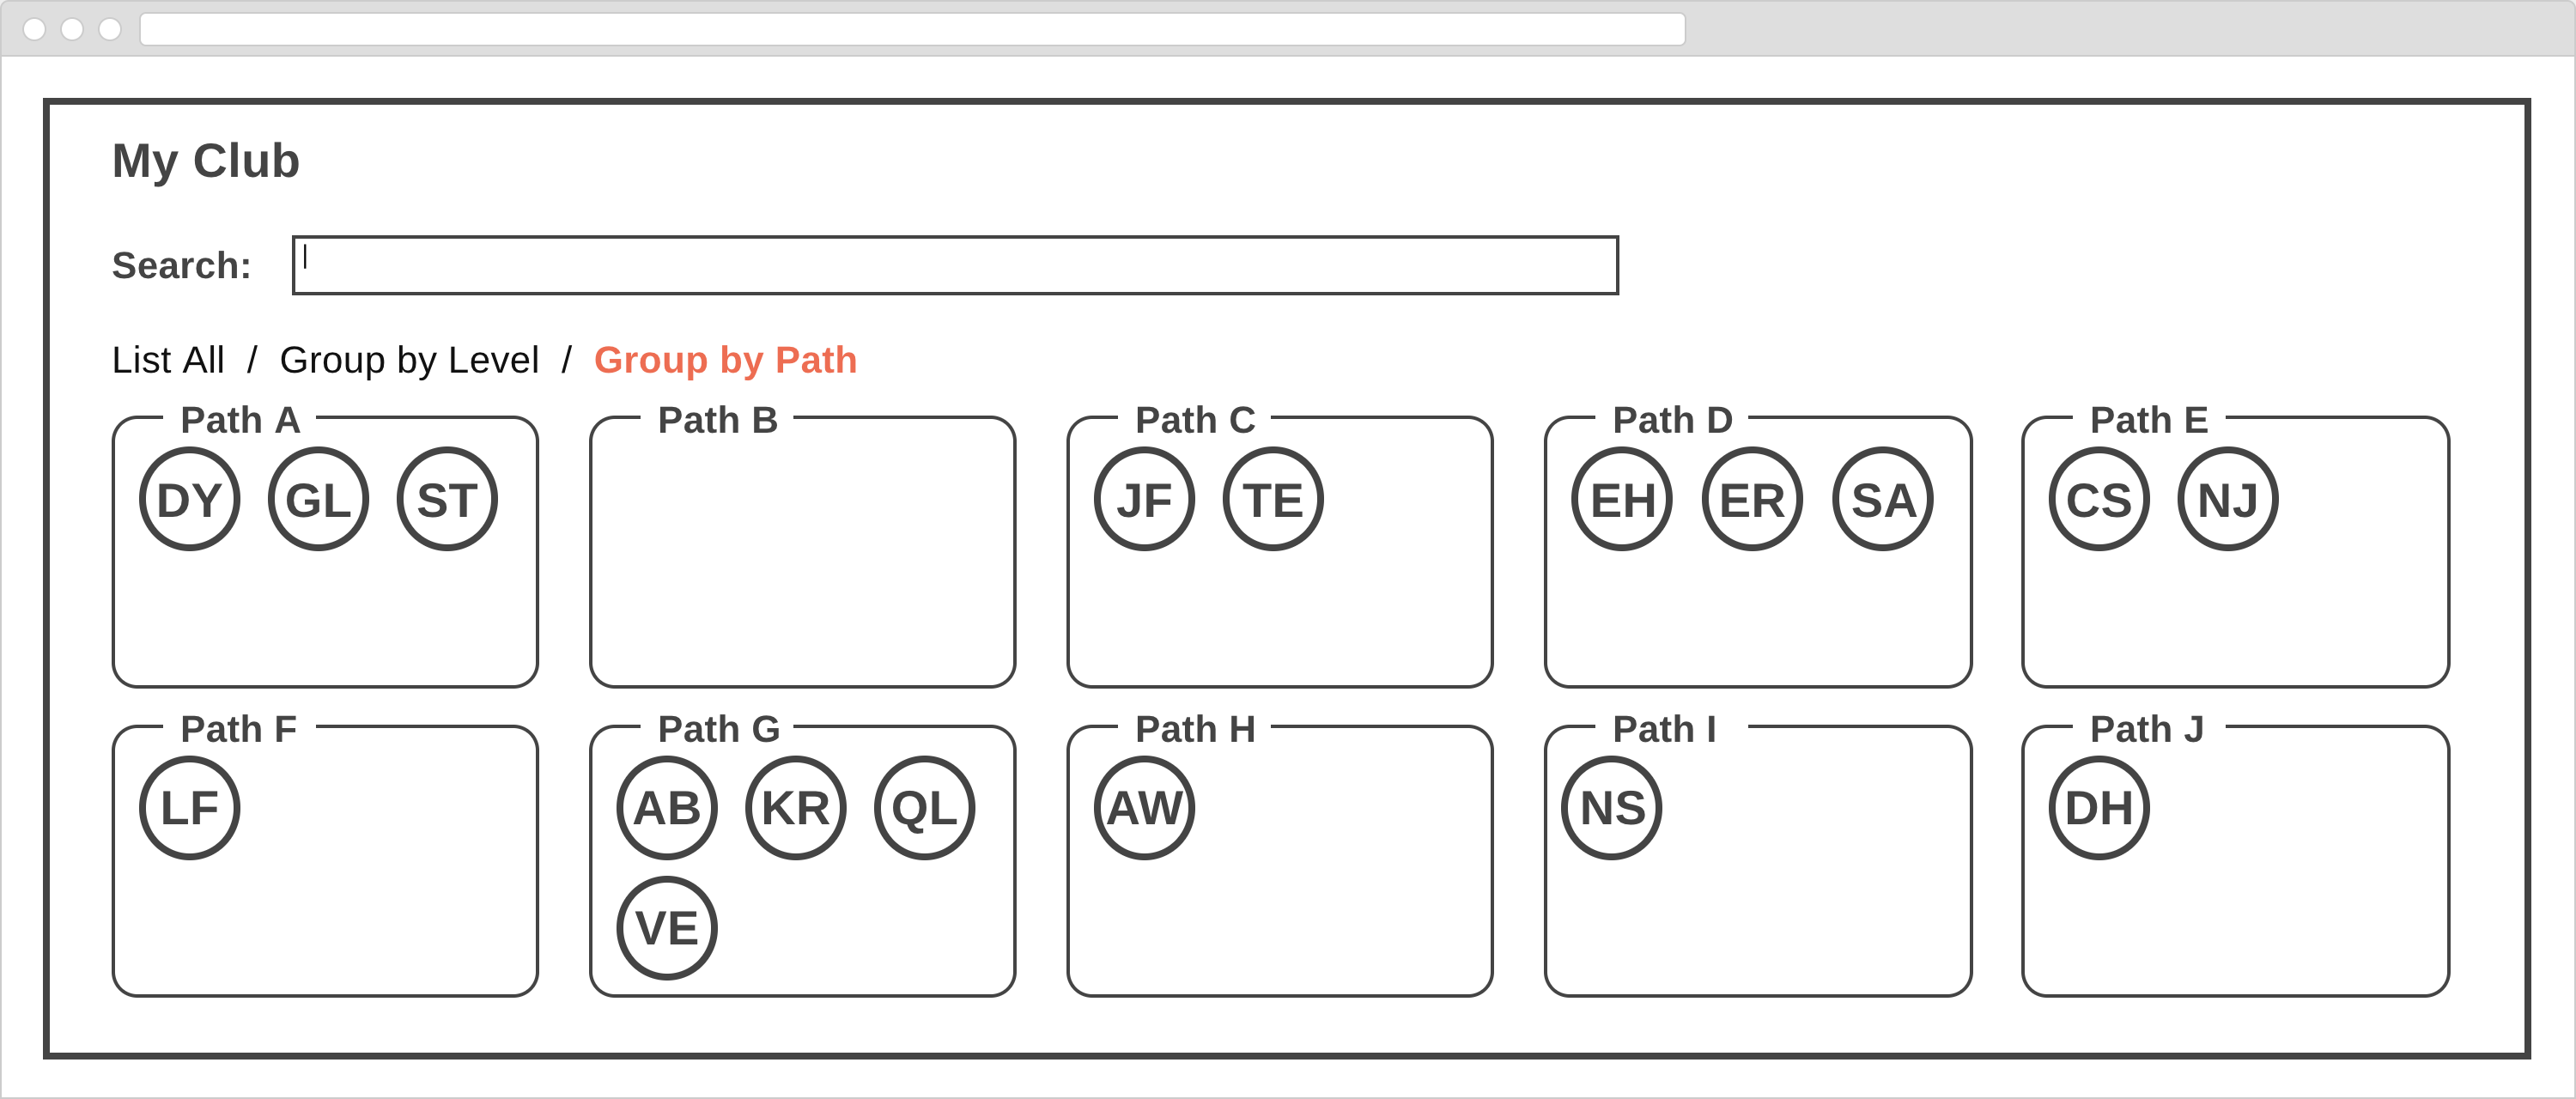 My Club
Search:
List All / Group by Level / Group by Path
Path A
DY GL ST
Path B
Path C
JF TE
Path D
EH ER SA
Path E
CS NJ
Path F
LF
Path G
AB KR QL
VE
Path H
AW
Path I
NS
Path J
DH